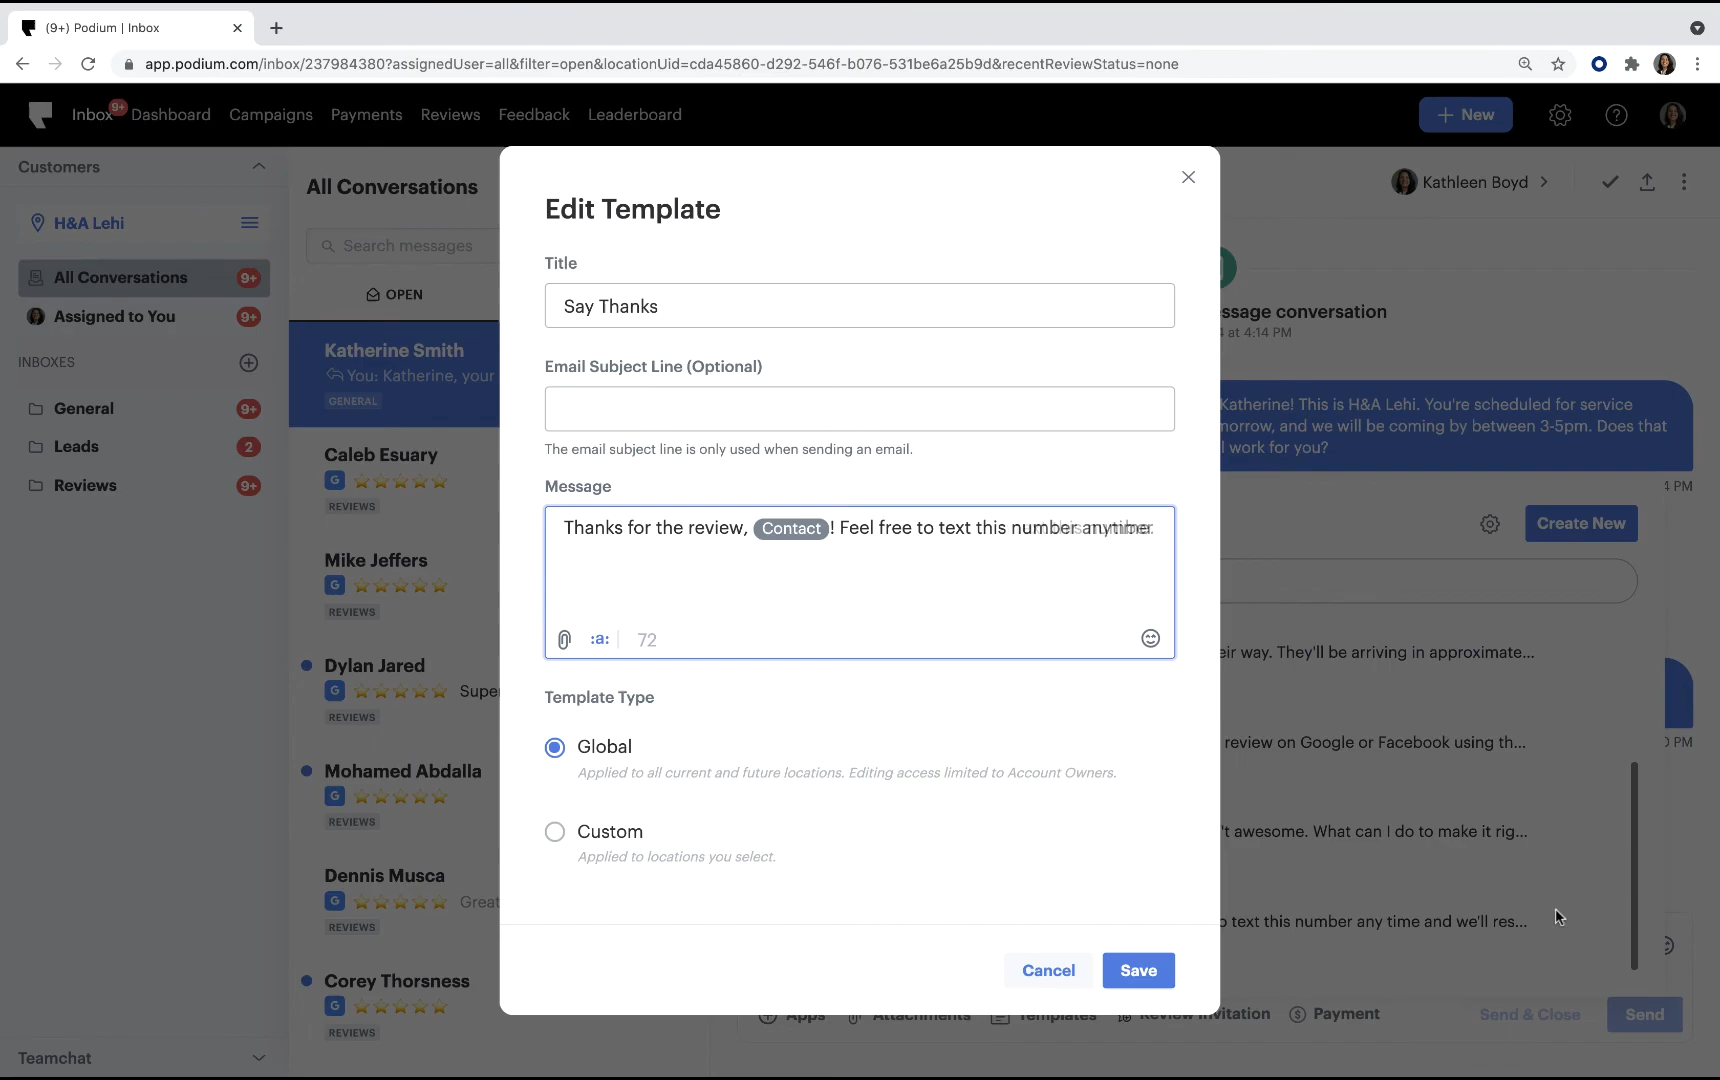 (9+) Podium | Inbox
app.podium.com/inbox/237984380?assignedUser=all&filter=open&locationUid=cda45860-d292-546f-b076-531be6a25b9d&recentReviewStatus=none
Inbox 9+ Dashboard Campaigns Payments Reviews Feedback Leaderboard
New
Customers
H&A Lehi
All Conversations 9+
Assigned to You 9+
INBOXES
General 9+
Leads 2
Reviews 9+
Teamchat
All Conversations
Search messages
OPEN
Katherine Smith
You: Katherine, your
GENERAL
Caleb Esuary
G
REVIEWS
Mike Jeffers
G
REVIEWS
Dylan Jared
G Super
REVIEWS
Mohamed Abdalla
G
REVIEWS
Dennis Musca
G Great
REVIEWS
Corey Thorsness
G
REVIEWS
Edit Template
Title
Say Thanks
Email Subject Line (Optional)
The email subject line is only used when sending an email.
Message
Thanks for the review, Contact! Feel free to text this number anytime.
:a: 72
Template Type
Global
Applied to all current and future locations. Editing access limited to Account Owners.
Custom
Applied to locations you select.
Cancel Save
Kathleen Boyd
ssage conversation
at 4:14 PM
Katherine! This is H&A Lehi. You're scheduled for service
morrow, and we will be coming by between 3-5pm. Does that
work for you?
4 PM
Create New
eir way. They'll be arriving in approximate...
review on Google or Facebook using th...
PM
't awesome. What can I do to make it rig...
o text this number any time and we'll res...
Apps Attachments Templates Review Invitation Payment
Send & Close Send